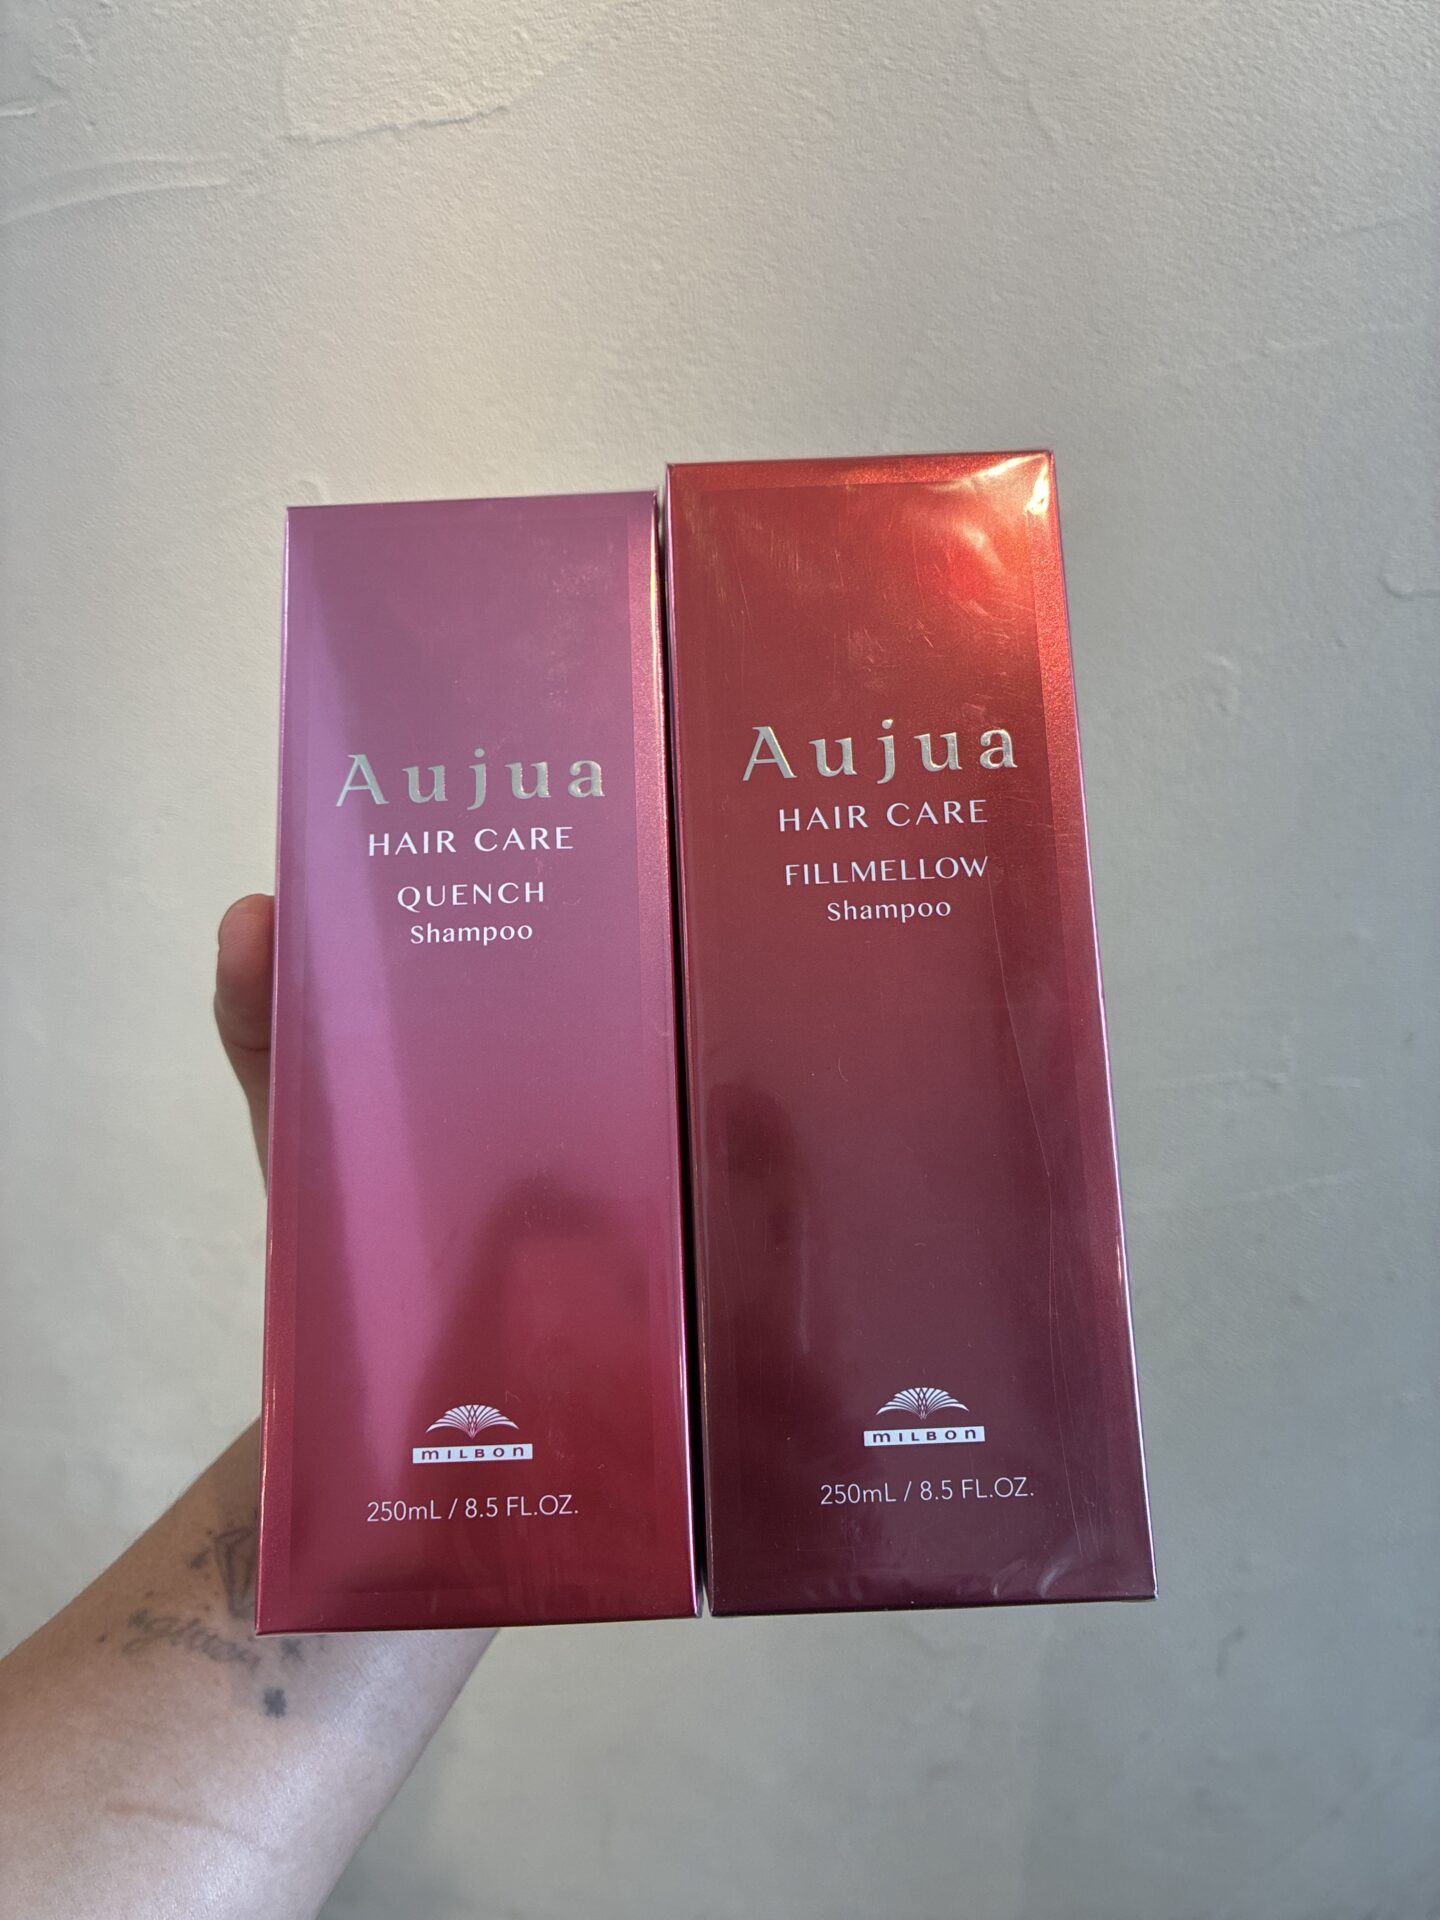 Aujua
HAIR CARE
QUENCH
Shampoo
MILBON
250mL / 8.5 FL.OZ.
Aujua
HAIR CARE
FILLMELLOW
Shampoo
MILBON
250mL / 8.5 FL.OZ.